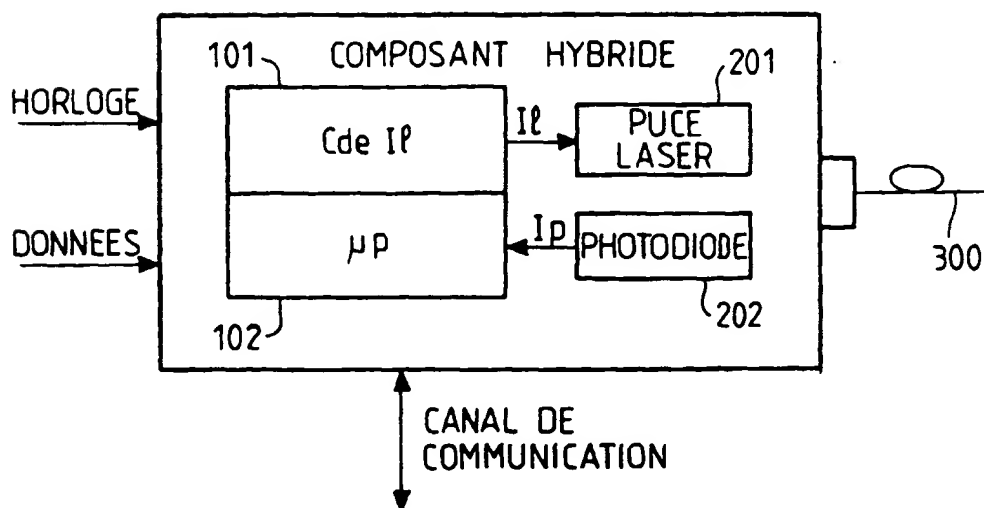 COMPOSANT HYBRIDE
101
201
HORLOGE
Cde Iℓ
Iℓ
PUCE
LASER
DONNEES
µp
Ip
PHOTODIODE
300
102
202
CANAL DE
COMMUNICATION